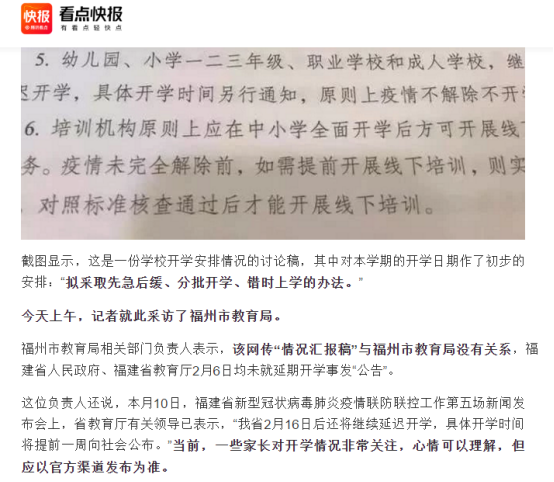 快报
看点快报
有看点轻快点
5. 幼儿园、小学一二三年级、职业学校和成人学校，继
迟开学，具体开学时间另行通知，原则上疫情不解除不开
6. 培训机构原则上应在中小学全面开学后方可开展线
务。疫情未完全解除前，如需提前开展线下培训，则
对照标准核查通过后才能开展线下培训。
截图显示，这是一份学校开学安排情况的讨论稿，其中对本学期的开学日期作了初步的
安排：“拟采取先急后缓、分批开学、错时上学的办法。”
今天上午，记者就此采访了福州市教育局。
福州市教育局相关部门负责人表示，该网传“情况汇报稿”与福州市教育局没有关系，福
建省人民政府、福建省教育厅2月6日均未就延期开学事发“公告”。
这位负责人还说，本月10日，福建省新型冠状病毒肺炎疫情联防联控工作第五场新闻发
布会上，省教育厅有关领导已表示，“我省2月16日后还将继续延迟开学，具体开学时间
将提前一周向社会公布。”当前，一些家长对开学情况非常关注，心情可以理解，但
应以官方渠道发布为准。